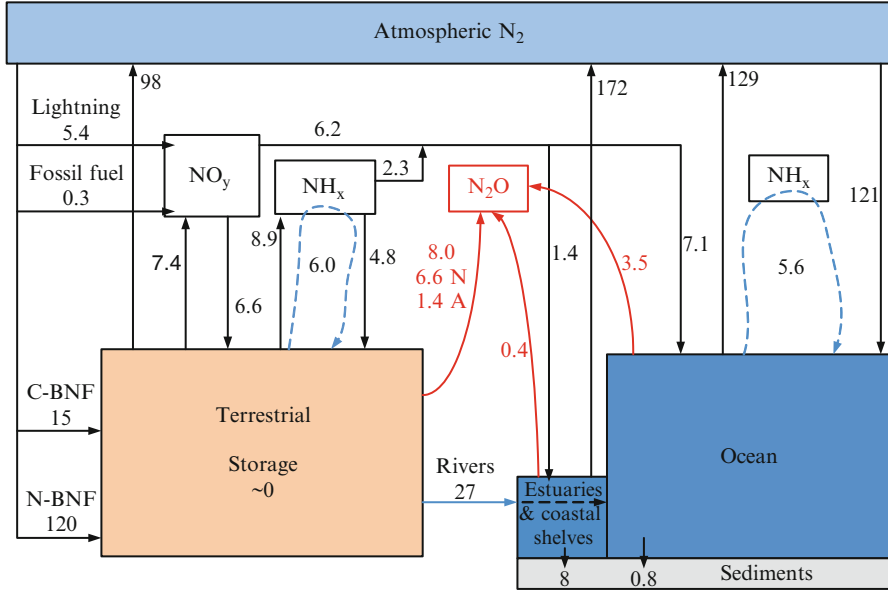 Atmospheric N₂
98
172
129
Lightning
5.4
6.2
NOy
2.3
NHx
N₂O
NHx
121
Fossil fuel
0.3
8.9
6.0
4.8
8.0
6.6 N
1.4 A
1.4
3.5
7.1
5.6
7.4
6.6
0.4
C-BNF
15
Terrestrial
Storage
~0
Rivers
27
Ocean
N-BNF
120
Estuaries
& coastal
shelves
8
0.8
Sediments